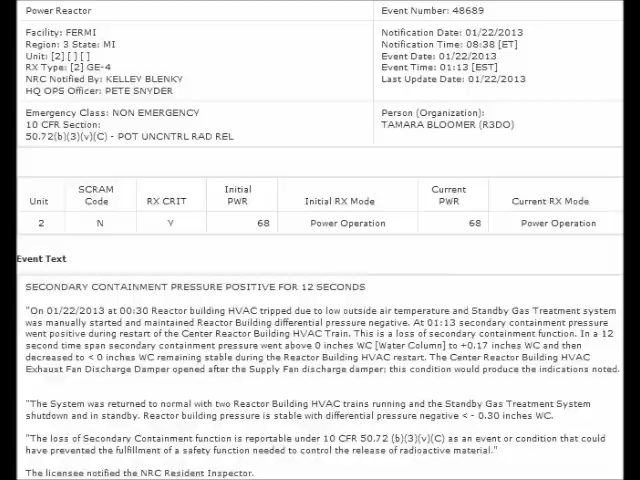 Power Reactor
Event Number: 48689
Facility: FERMI
Region: 3 State: MI
Unit: [2] [ ] [ ]
RX Type: [2] GE-4
NRC Notified By: KELLEY BLENKY
HQ OPS Officer: PETE SNYDER
Notification Date: 01/22/2013
Notification Time: 08:38 [ET]
Event Date: 01/22/2013
Event Time: 01:13 [EST]
Last Update Date: 01/22/2013
Emergency Class: NON EMERGENCY
10 CFR Section:
50.72(b)(3)(v)(C) - POT UNCNTRL RAD REL
Person (Organization):
TAMARA BLOOMER (R3DO)
Unit SCRAM Code RX CRIT Initial PWR Initial RX Mode Current PWR Current RX Mode
2 N Y 68 Power Operation 68 Power Operation
Event Text
SECONDARY CONTAINMENT PRESSURE POSITIVE FOR 12 SECONDS
"On 01/22/2013 at 00:30 Reactor building HVAC tripped due to low outside air temperature and Standby Gas Treatment system
was manually started and maintained Reactor Building differential pressure negative. At 01:13 secondary containment pressure
went positive during restart of the Center Reactor Building HVAC Train. This is a loss of secondary containment function. In a 12
second time span secondary containment pressure went above 0 inches WC [Water Column] to +0.17 inches WC and then
decreased to < 0 inches WC remaining stable during the Reactor Building HVAC restart. The Center Reactor Building HVAC
Exhaust Fan Discharge Damper opened after the Supply Fan discharge damper; this condition would produce the indications noted.
"The System was returned to normal with two Reactor Building HVAC trains running and the Standby Gas Treatment System
shutdown and in standby. Reactor building pressure is stable with differential pressure negative < - 0.30 inches WC.
"The loss of Secondary Containment function is reportable under 10 CFR 50.72 (b)(3)(v)(C) as an event or condition that could
have prevented the fulfillment of a safety function needed to control the release of radioactive material."
The licensee notified the NRC Resident Inspector.